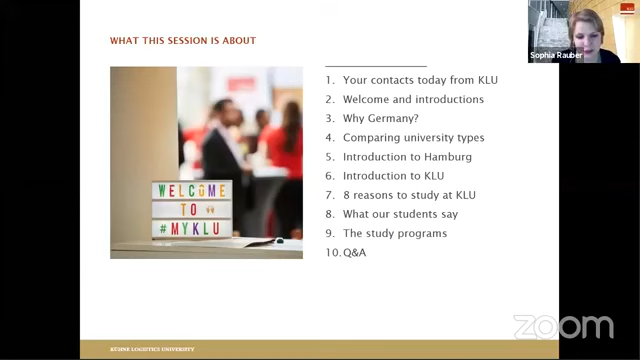 WHAT THIS SESSION IS ABOUT
WELCOME
TO
#MYKLU
1. Your contacts today from KLU
2. Welcome and introductions
3. Why Germany?
4. Comparing university types
5. Introduction to Hamburg
6. Introduction to KLU
7. 8 reasons to study at KLU
8. What our students say
9. The study programs
10. Q&A
KÜHNE LOGISTICS UNIVERSITY
Sophia Rauber
zoom